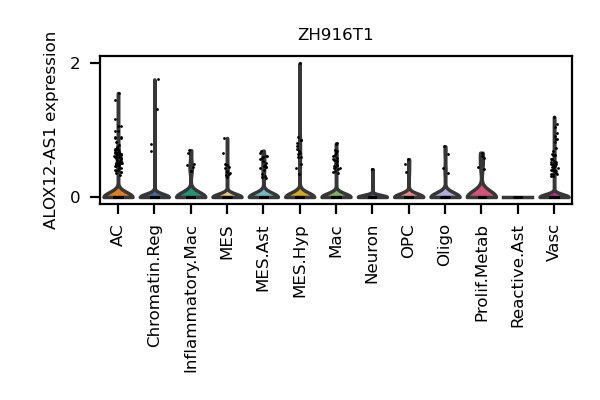 ZH916T1
ALOX12-AS1 expression
2
0
AC
Chromatin.Reg
Inflammatory.Mac
MES
MES.Ast
MES.Hyp
Mac
Neuron
OPC
Oligo
Prolif.Metab
Reactive.Ast
Vasc